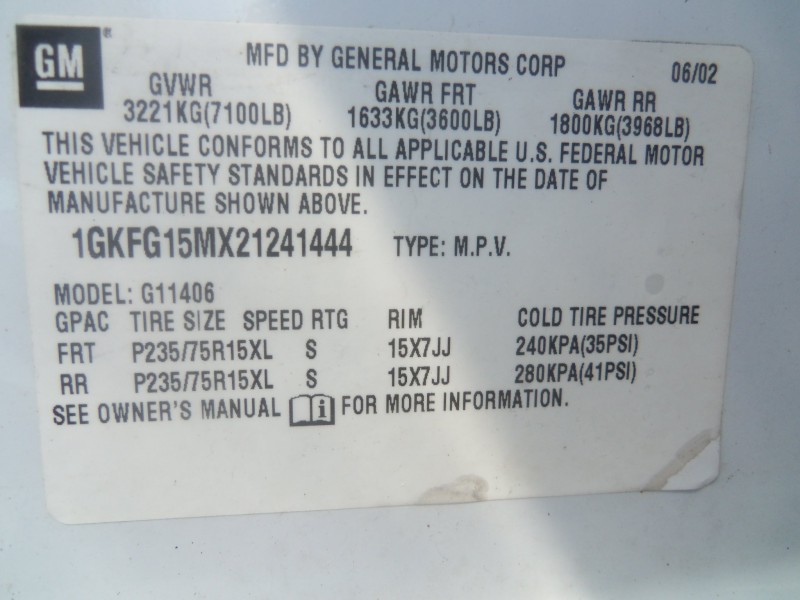 GM®
MFD BY GENERAL MOTORS CORP 06/02
GVWR GAWR FRT GAWR RR
3221KG(7100LB) 1633KG(3600LB) 1800KG(3968LB)
THIS VEHICLE CONFORMS TO ALL APPLICABLE U.S. FEDERAL MOTOR
VEHICLE SAFETY STANDARDS IN EFFECT ON THE DATE OF
MANUFACTURE SHOWN ABOVE.
1GKFG15MX21241444 TYPE: M.P.V.
MODEL: G11406
GPAC TIRE SIZE SPEED RTG RIM COLD TIRE PRESSURE
FRT P235/75R15XL S 15X7JJ 240KPA(35PSI)
RR P235/75R15XL S 15X7JJ 280KPA(41PSI)
SEE OWNER'S MANUAL i FOR MORE INFORMATION.